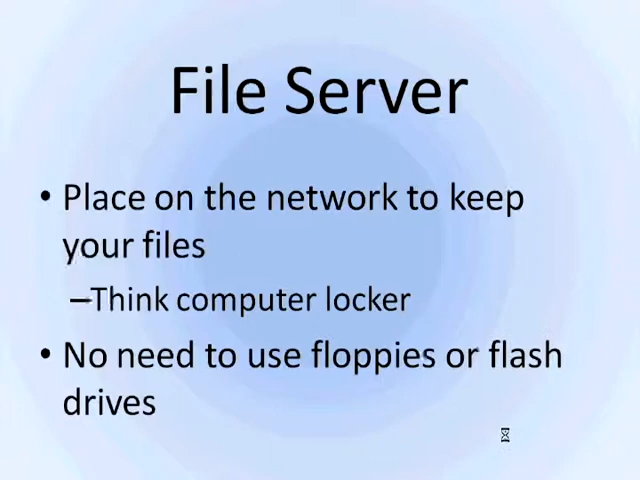 File Server
• Place on the network to keep
your files
–Think computer locker
• No need to use floppies or flash
drives